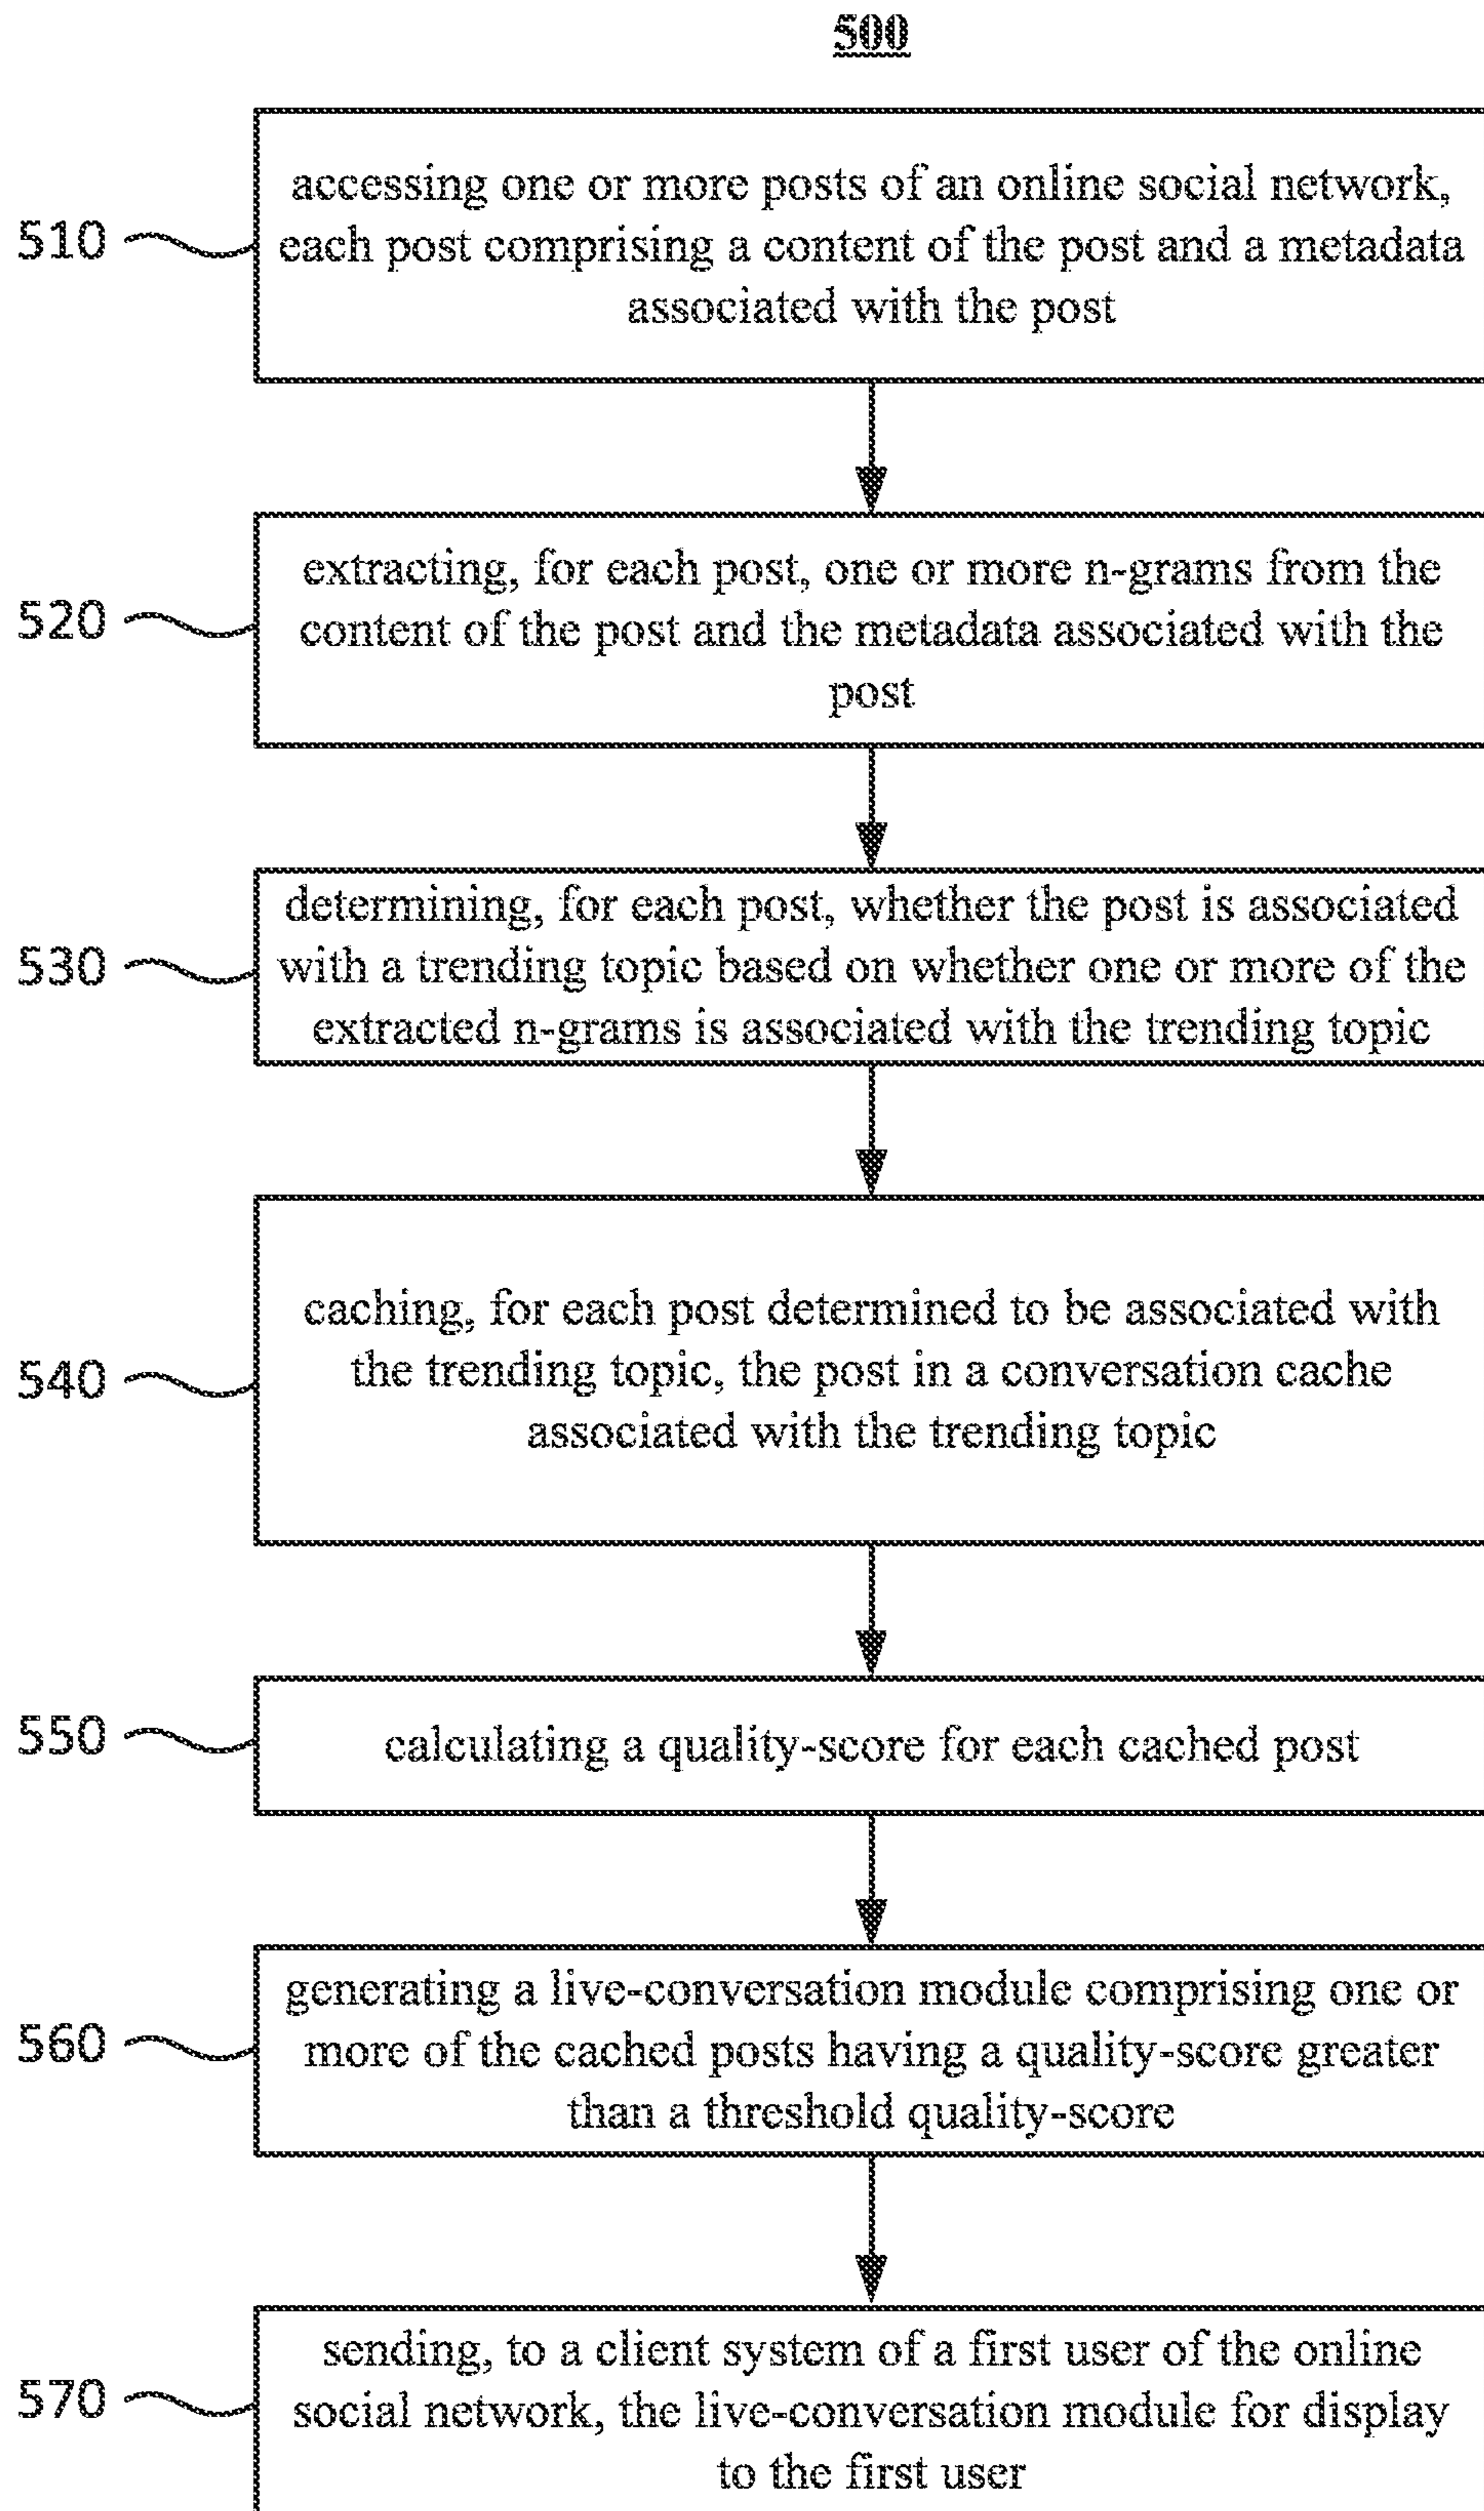 500
510
accessing one or more posts of an online social network,
each post comprising a content of the post and a metadata
associated with the post
520
extracting, for each post, one or more n-grams from the
content of the post and the metadata associated with the
post
530
determining, for each post, whether the post is associated
with a trending topic based on whether one or more of the
extracted n-grams is associated with the trending topic
540
caching, for each post determined to be associated with
the trending topic, the post in a conversation cache
associated with the trending topic
550
calculating a quality-score for each cached post
560
generating a live-conversation module comprising one or
more of the cached posts having a quality-score greater
than a threshold quality-score
570
sending, to a client system of a first user of the online
social network, the live-conversation module for display
to the first user